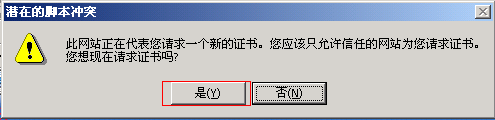 潜在的脚本冲突
此网站正在代表您请求一个新的证书。您应该只允许信任的网站为您请求证书。
您想现在请求证书吗?
是(Y) 否(N)